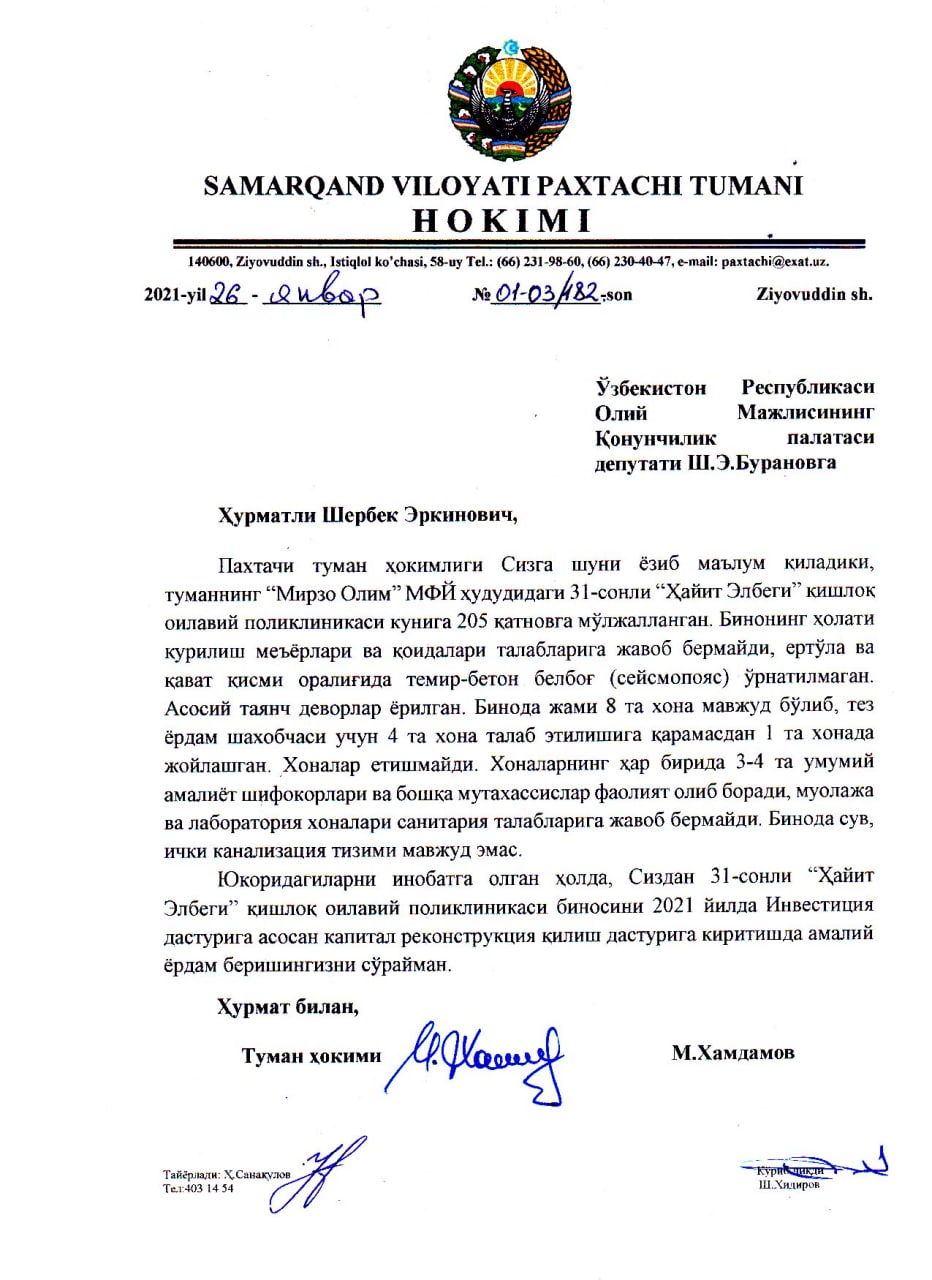 SAMARQAND VILOYATI PAXTACHI TUMANI
HOKIMI
140600, Ziyovuddin sh., Istiqlol ko’chasi, 58-uy Tel.: (66) 231-98-60, (66) 230-40-47, e-mail: paxtachi@exat.uz.
2021-yil 26 - январ № 01-03/182-son Ziyovuddin sh.
Ўзбекистон Республикаси
Олий Мажлисининг
Қонунчилик палатаси
депутати Ш.Э.Бурановга
Ҳурматли Шербек Эркинович,
Пахтачи туман ҳокимлиги Сизга шуни ёзиб маълум қиладики,
туманнинг “Мирзо Олим” МФЙ ҳудудидаги 31-сонли “Ҳайит Элбеги” қишлоқ
оилавий поликлиникаси кунига 205 қатновга мўлжалланган. Бинонинг ҳолати
қурилиш меъёрлари ва қоидалари талабларига жавоб бермайди, ертўла ва
қават қисми оралиғида темир-бетон белбоғ (сейсмопояс) ўрнатилмаган.
Асосий таянч деворлар ёрилган. Бинода жами 8 та хона мавжуд бўлиб, тез
ёрдам шахобчаси учун 4 та хона талаб этилишига қарамасдан 1 та хонада
жойлашган. Хоналар етишмайди. Хоналарнинг ҳар бирида 3-4 та умумий
амалиёт шифокорлари ва бошқа мутахассислар фаолият олиб боради, муолажа
ва лаборатория хоналари санитария талабларига жавоб бермайди. Бинода сув,
ички канализация тизими мавжуд эмас.
Юкоридагиларни инобатга олган ҳолда, Сиздан 31-сонли “Ҳайит
Элбеги” қишлоқ оилавий поликлиникаси биносини 2021 йилда Инвестиция
дастурига асосан капитал реконструкция қилиш дастурига киритишда амалий
ёрдам беришингизни сўрайман.
Ҳурмат билан,
Туман ҳокими М.Хамдамов
Тайёрлади: Ҳ.Санақулов
Тел:403 14 54
Кўриб чиқди
Ш.Хидиров